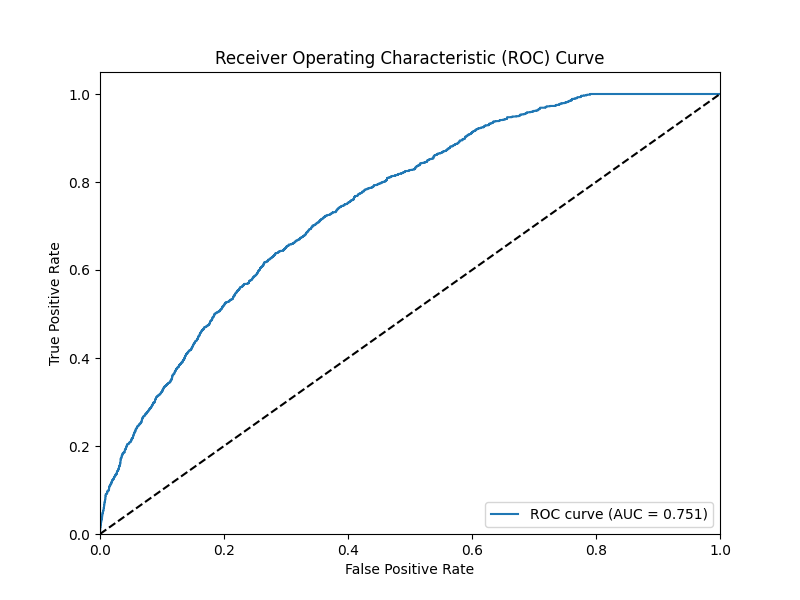 Receiver Operating Characteristic (ROC) Curve
1.0
0.8
0.6
0.4
0.2
0.0
True Positive Rate
ROC curve (AUC = 0.751)
0.0 0.2 0.4 0.6 0.8 1.0
False Positive Rate